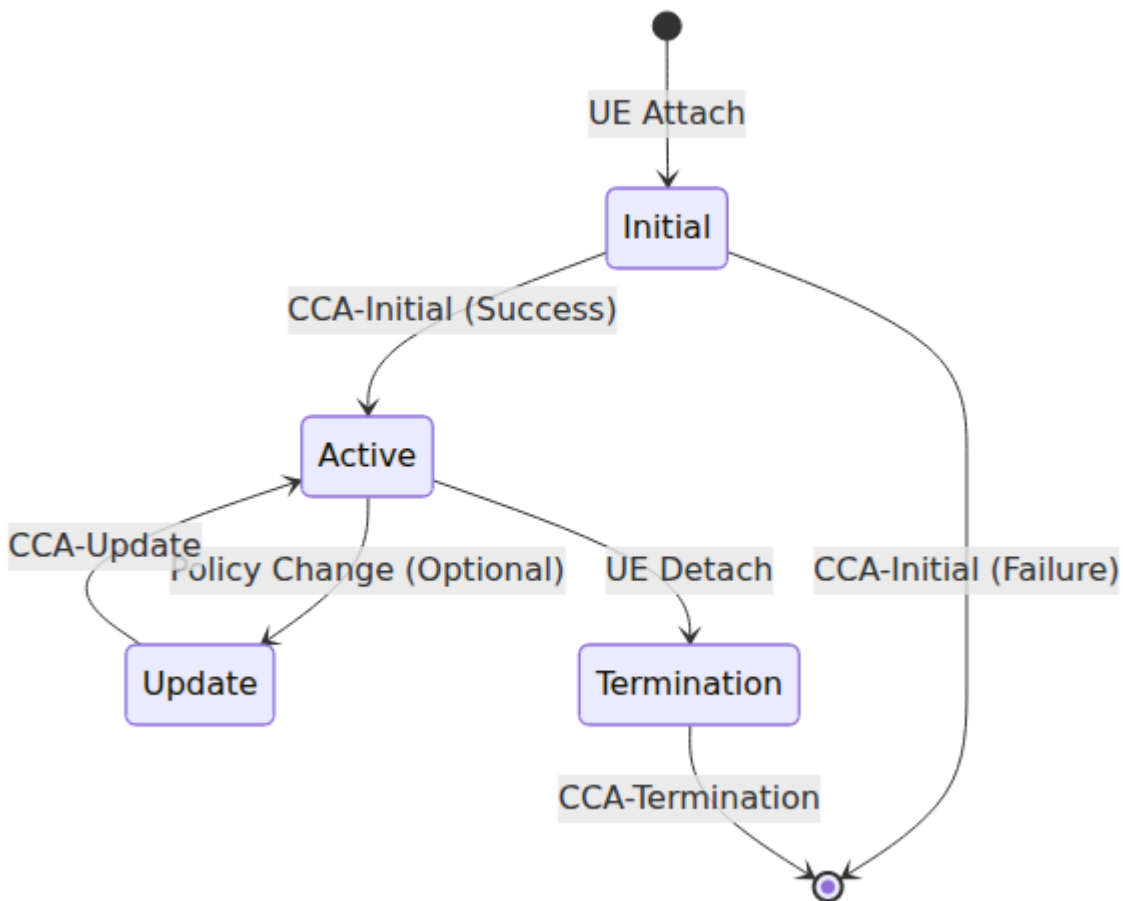 UE Attach
Initial
CCA-Initial (Success)
Active
CCA-Update
Policy Change (Optional)
UE Detach
CCA-Initial (Failure)
Update
Termination
CCA-Termination